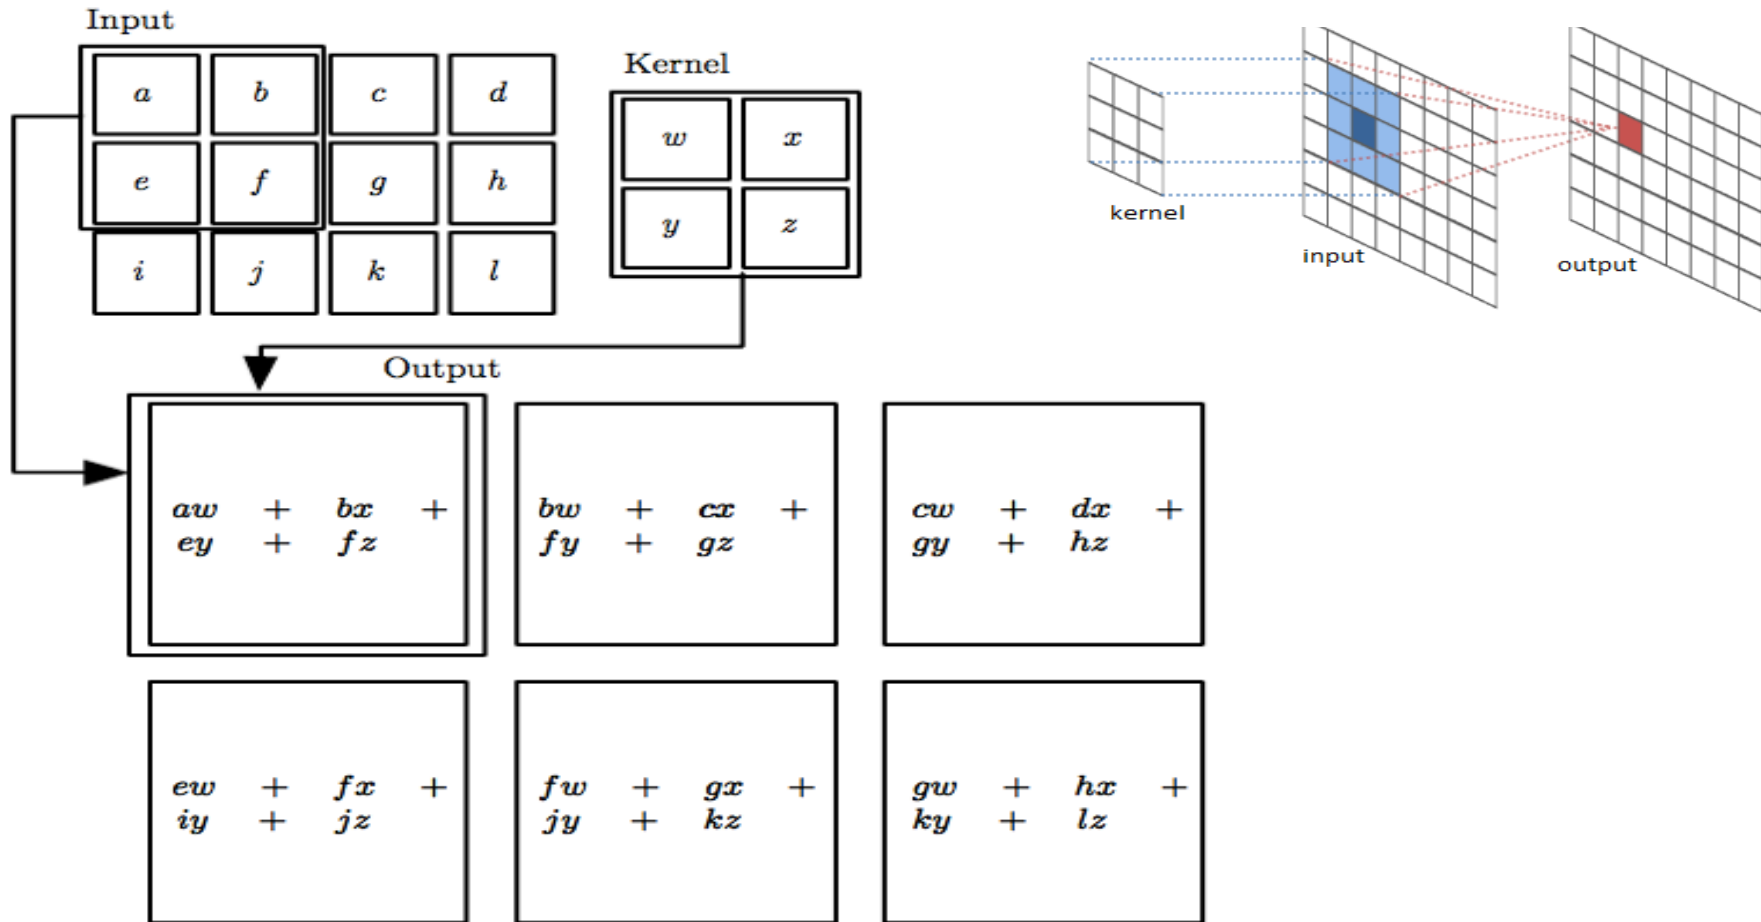 Input
a b c d
e f g h
i j k l
Kernel
w x
y z
kernel
input
output
Output
aw + bx +
ey + fz
bw + cx +
fy + gz
cw + dx +
gy + hz
ew + fx +
iy + jz
fw + gx +
jy + kz
gw + hx +
ky + lz